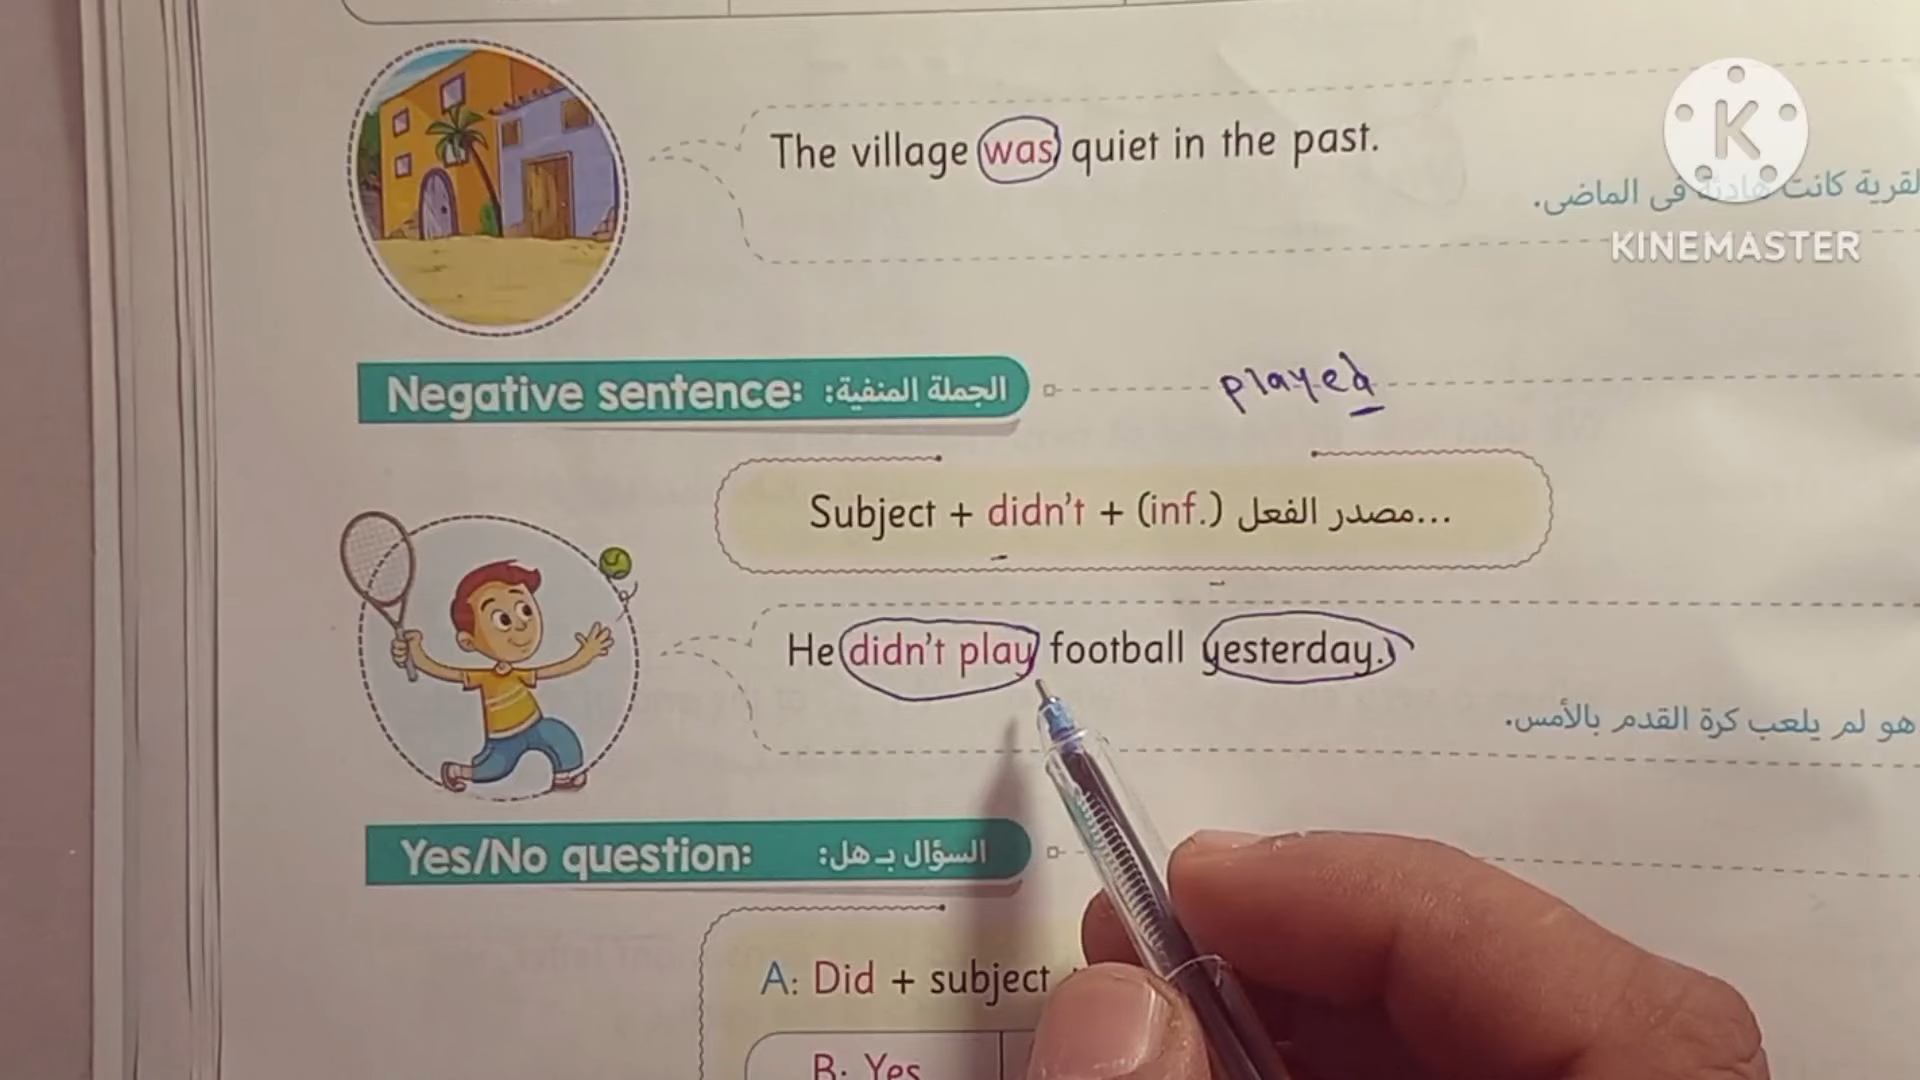 The village was quiet in the past.
القرية كانت هادئة فى الماضى.
K
KINEMASTER
Negative sentence: الجملة المنفية:
played
Subject + didn't + (inf.) مصدر الفعل...
He didn't play football yesterday.
هو لم يلعب كرة القدم بالأمس.
Yes/No question: السؤال بـ هل:
A: Did + subject
B: Yes